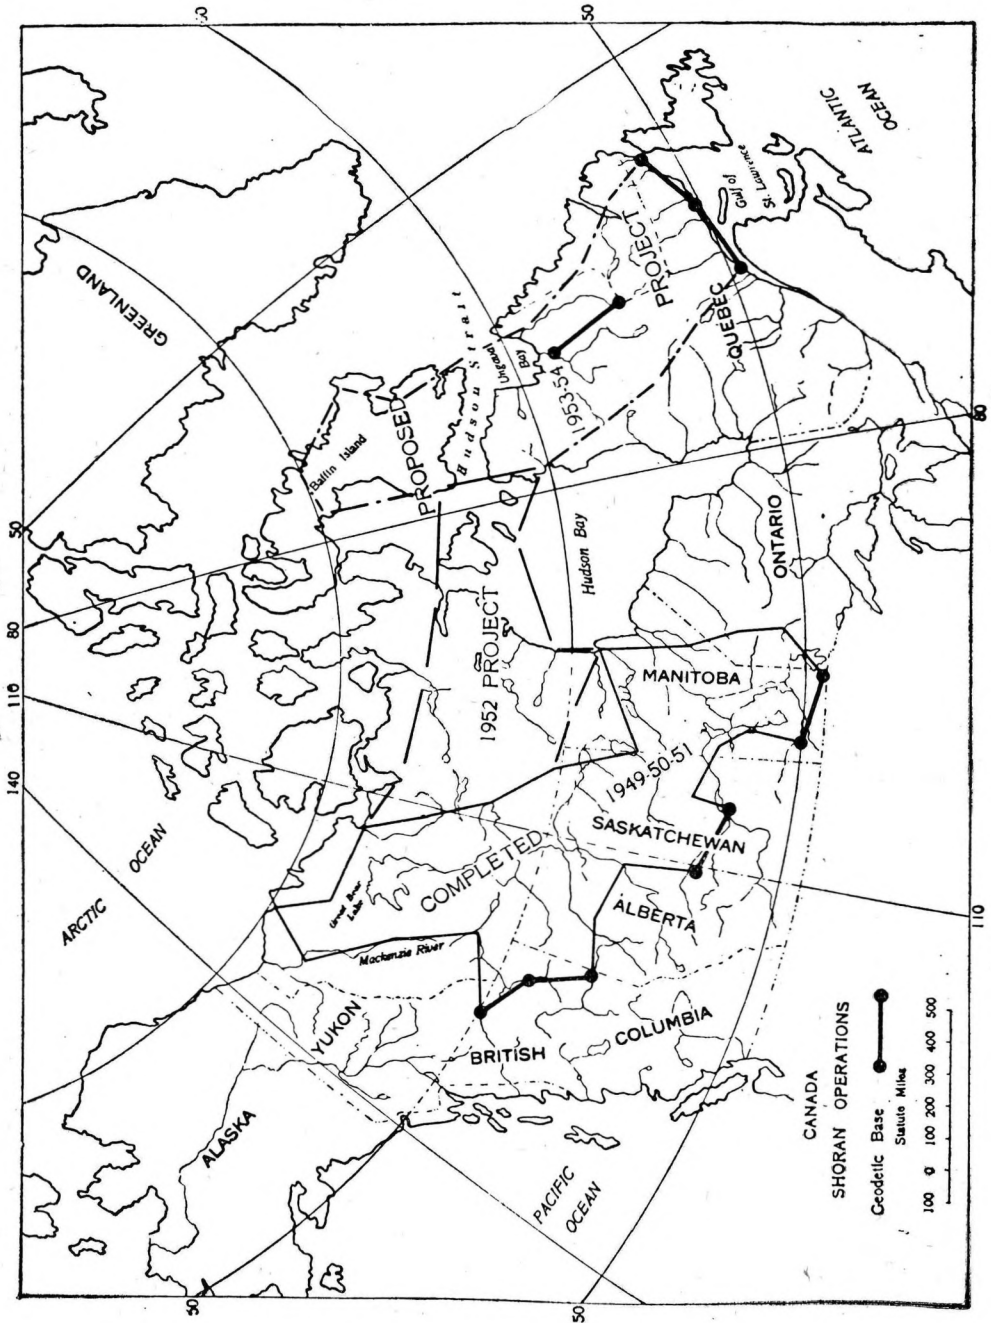 GREENLAND
ARCTIC
OCEAN
ALASKA
YUKON
Mackenzie River
Great Bear
Lake
COMPLETED
1949-50-51
1952 PROJECT
PROPOSED
Baffin Island
Hudson Strait
Ungava
Bay
1953-54
PROJECT
Hudson Bay
QUEBEC
ONTARIO
MANITOBA
SASKATCHEWAN
ALBERTA
BRITISH
COLUMBIA
PACIFIC
OCEAN
Gulf of
St. Lawrence
ATLANTIC
OCEAN
140
110
80
50
60
50
60
50
80
110
CANADA
SHORAN OPERATIONS
Geodetic Base
Statute Miles
100 0 100 200 300 400 500